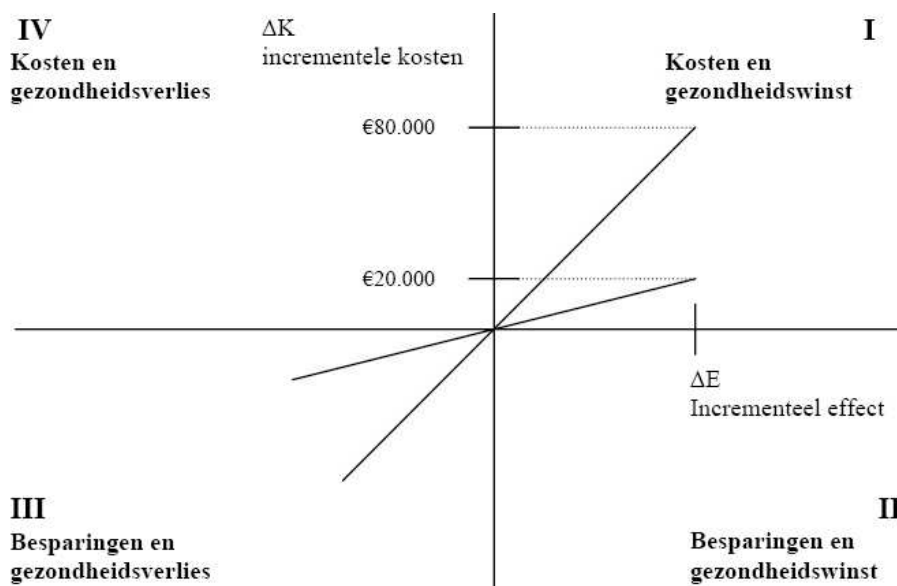 IV
Kosten en
gezondheidsverlies
ΔK
incrementele kosten
I
Kosten en
gezondheidswinst
€80.000
€20.000
ΔE
Incrementeel effect
III
Besparingen en
gezondheidsverlies
II
Besparingen en
gezondheidswinst